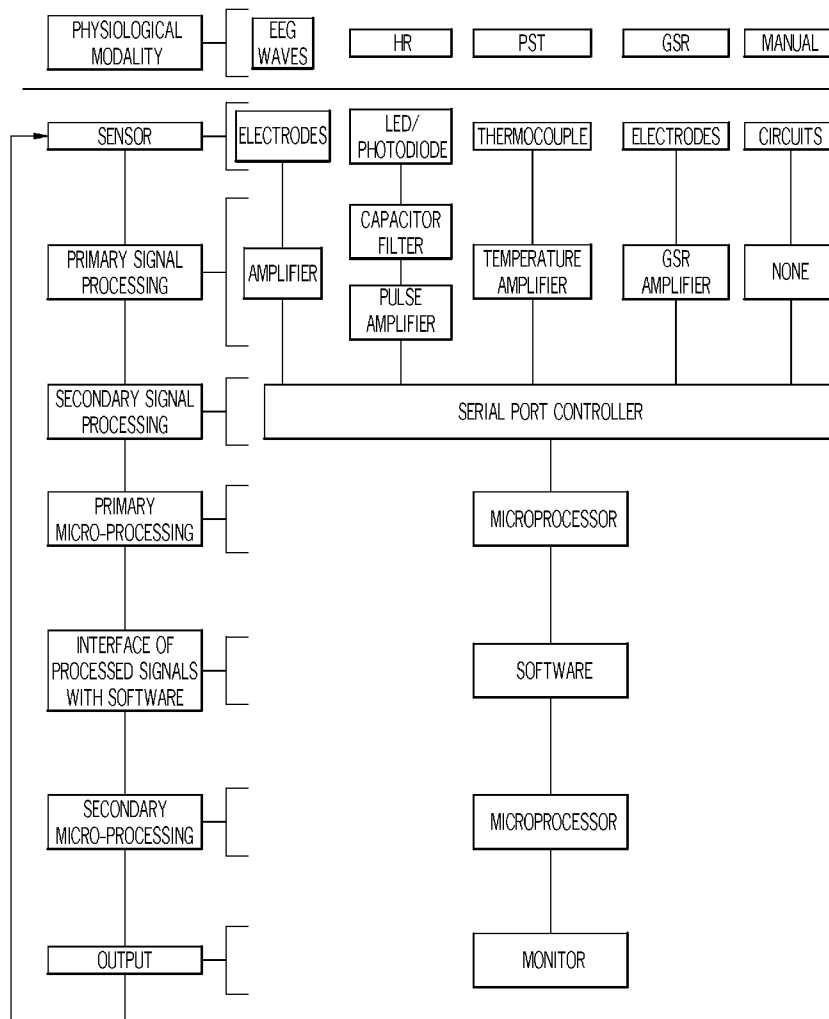 PHYSIOLOGICAL
MODALITY
EEG
WAVES
HR
PST
GSR
MANUAL
SENSOR
ELECTRODES
LED/
PHOTODIODE
THERMOCOUPLE
ELECTRODES
CIRCUITS
PRIMARY SIGNAL
PROCESSING
AMPLIFIER
CAPACITOR
FILTER
PULSE
AMPLIFIER
TEMPERATURE
AMPLIFIER
GSR
AMPLIFIER
NONE
SECONDARY SIGNAL
PROCESSING
SERIAL PORT CONTROLLER
PRIMARY
MICRO-PROCESSING
MICROPROCESSOR
INTERFACE OF
PROCESSED SIGNALS
WITH SOFTWARE
SOFTWARE
SECONDARY
MICRO-PROCESSING
MICROPROCESSOR
OUTPUT
MONITOR